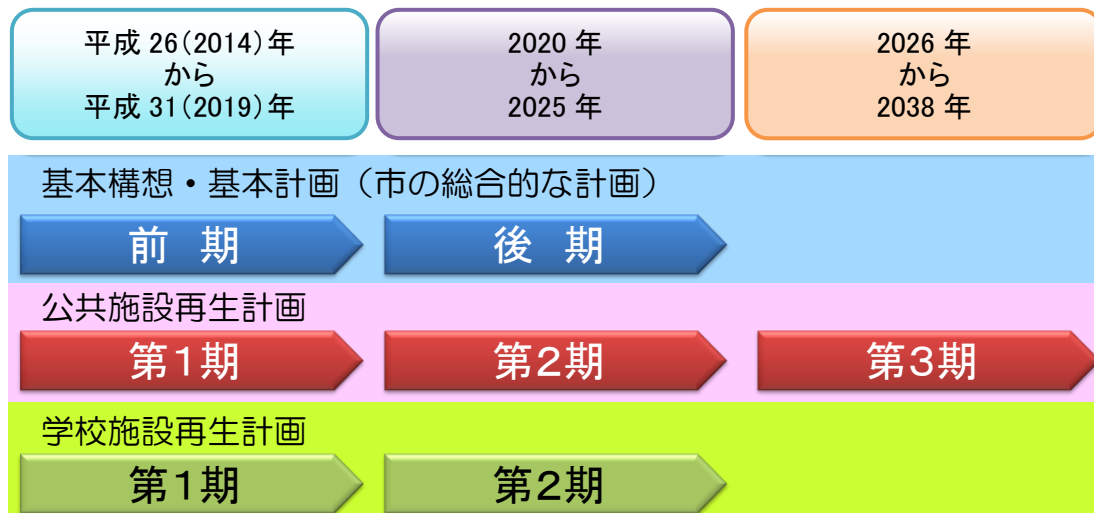 平成 26(2014)年
から
平成 31(2019)年
2020 年
から
2025 年
2026 年
から
2038 年
基本構想・基本計画（市の総合的な計画）
前 期
後 期
公共施設再生計画
第1期
第2期
第3期
学校施設再生計画
第1期
第2期